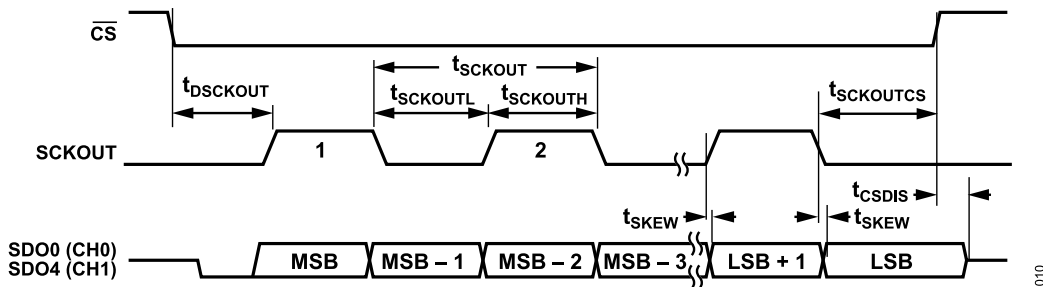 CS
tSCKOUT
tDSCKOUT
tSCKOUTL
tSCKOUTH
tSCKOUTCS
SCKOUT
1
2
tCSDIS
tSKEW
tSKEW
SDO0 (CH0)
SDO4 (CH1)
MSB
MSB – 1
MSB – 2
MSB – 3
LSB + 1
LSB
010